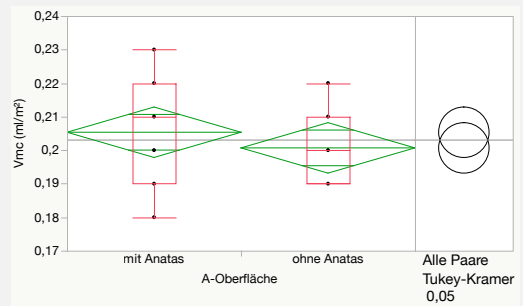 0,24
0,23
0,22
0,21
0,2
0,19
0,18
0,17
Vmc (ml/m²)
mit Anatas
ohne Anatas
A-Oberfläche
Alle Paare
Tukey-Kramer
0,05